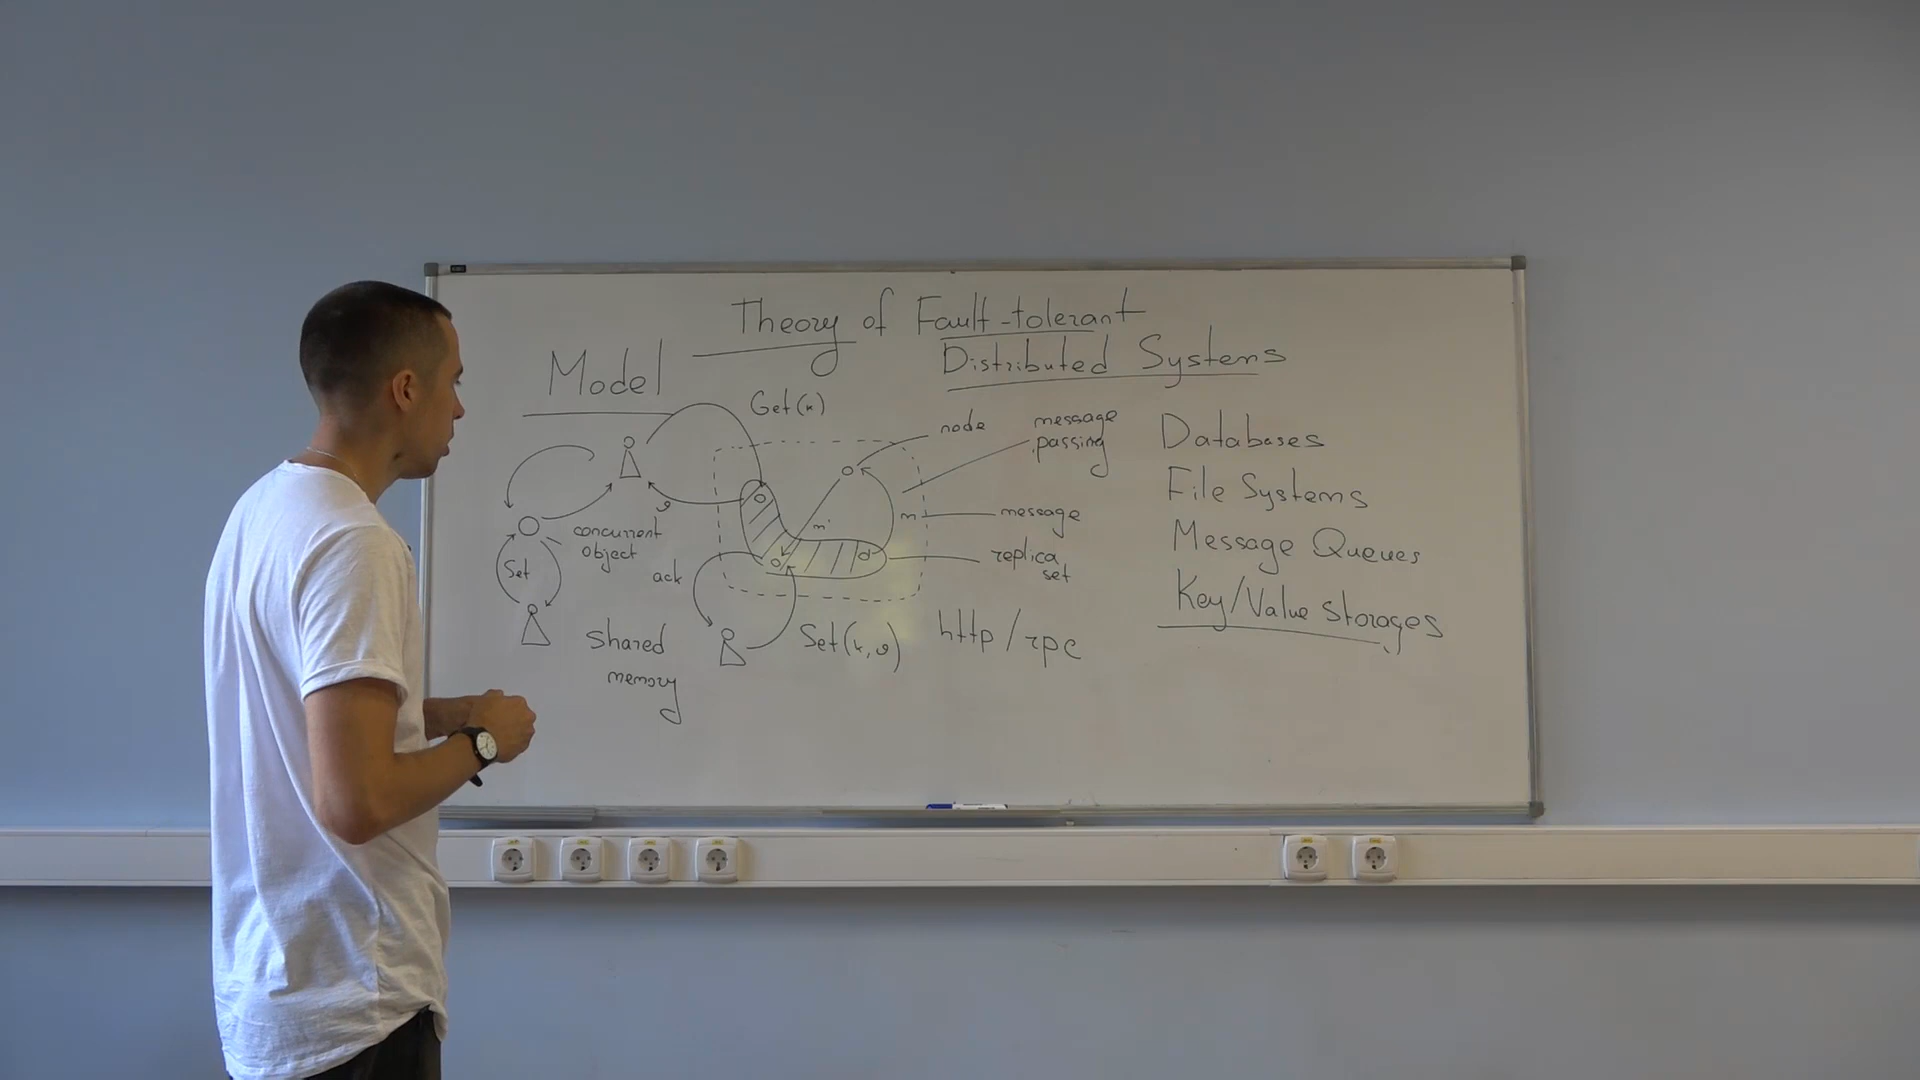 Theory of Fault-tolerant
Distributed Systems
Model
Get(k)
node
message
passing
Databases
File Systems
Message Queues
Key/Value Storages
concurrent
object
Set
v
m'
m
message
replica
set
ack
shared
memory
Set(k,v)
http/rpc